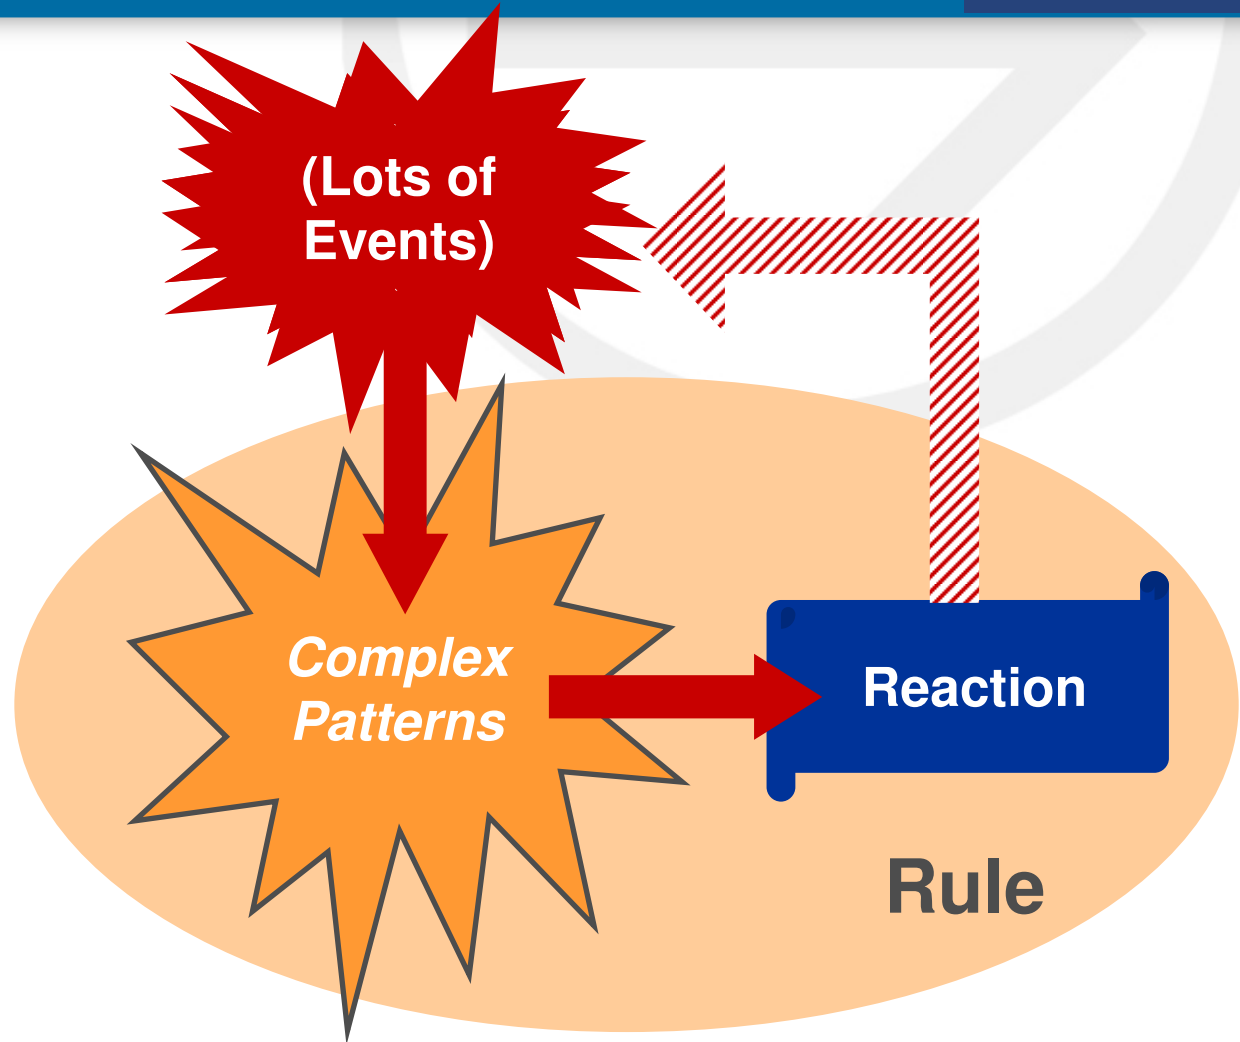 (Lots of
Events)
Complex
Patterns
Reaction
Rule